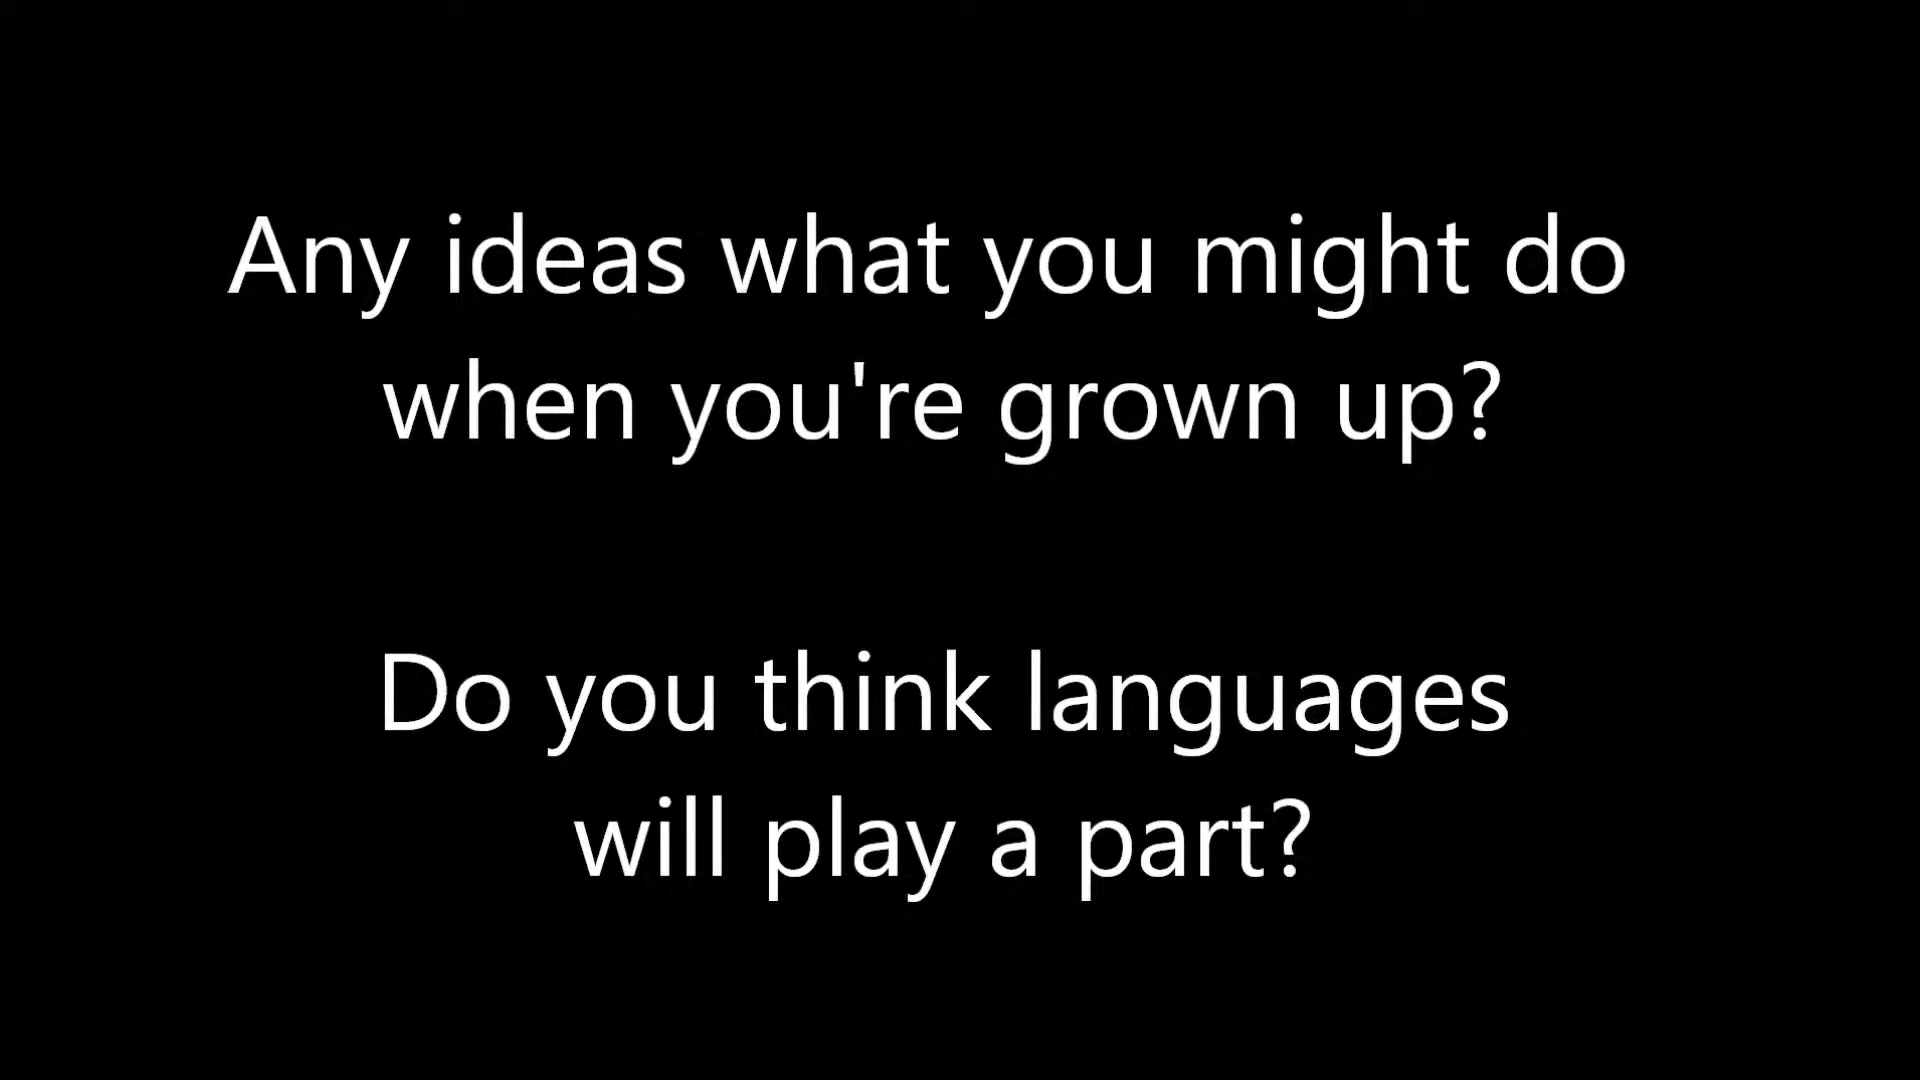 Any ideas what you might do
when you're grown up?
Do you think languages
will play a part?